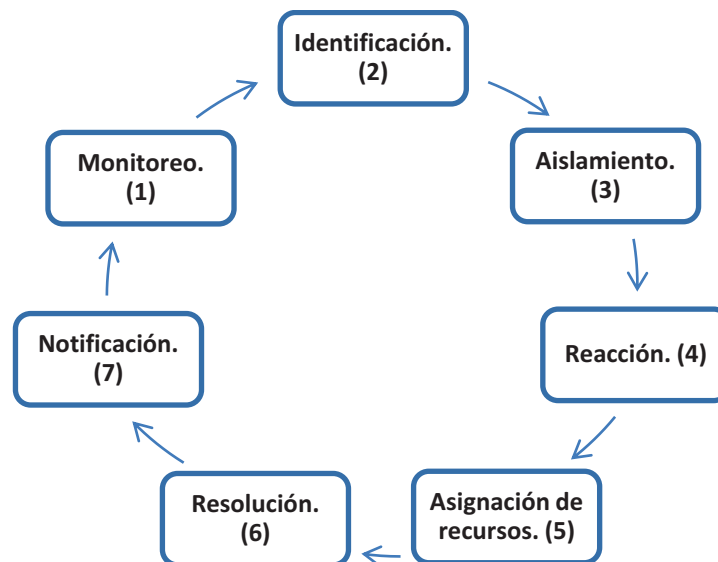 Identificación.
(2)
Aislamiento.
(3)
Reacción. (4)
Asignación de
recursos. (5)
Resolución.
(6)
Notificación.
(7)
Monitoreo.
(1)